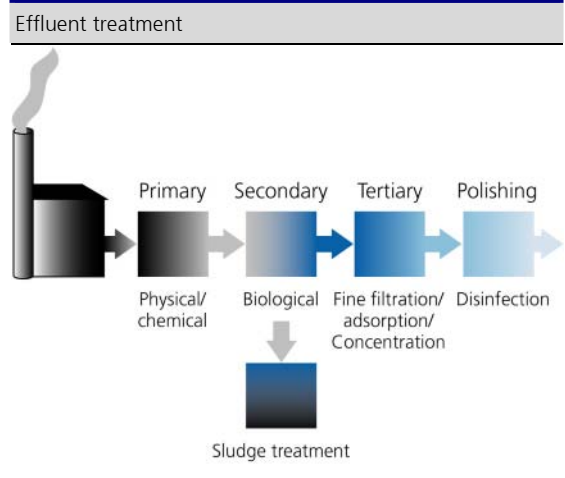 Effluent treatment
Primary Secondary Tertiary Polishing
Physical/
chemical
Biological
Fine filtration/
adsorption/
Concentration
Disinfection
Sludge treatment